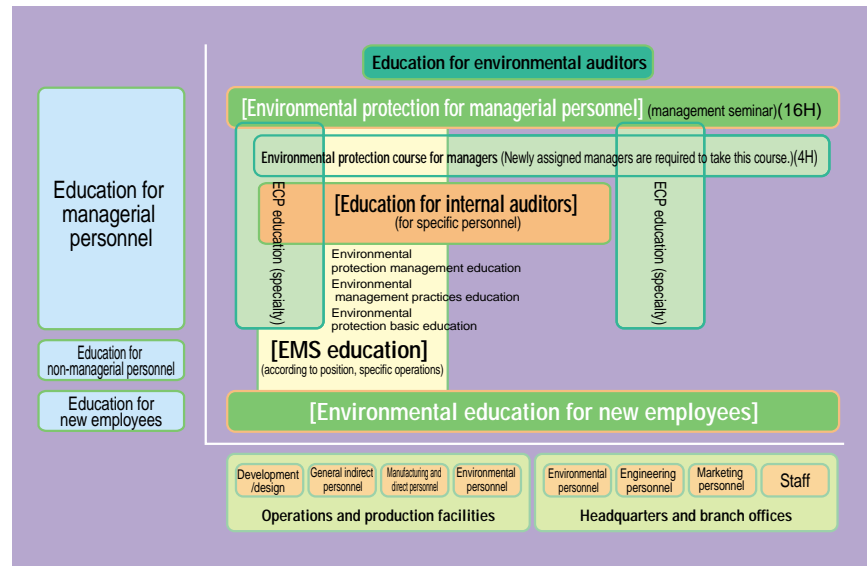 Education for environmental auditors
[Environmental protection for managerial personnel] (management seminar)(16H)
Environmental protection course for managers (Newly assigned managers are required to take this course.)(4H)
Education for
managerial
personnel
ECP education (specialty)
[Education for internal auditors]
(for specific personnel)
ECP education (specialty)
Environmental
protection management education
Environmental
management practices education
Environmental
protection basic education
Education for
non-managerial personnel
[EMS education]
(according to position, specific operations)
Education for
new employees
[Environmental education for new employees]
Development
/design
General indirect
personnel
Manufacturing and
direct personnel
Environmental
personnel
Operations and production facilities
Environmental
personnel
Engineering
personnel
Marketing
personnel
Staff
Headquarters and branch offices